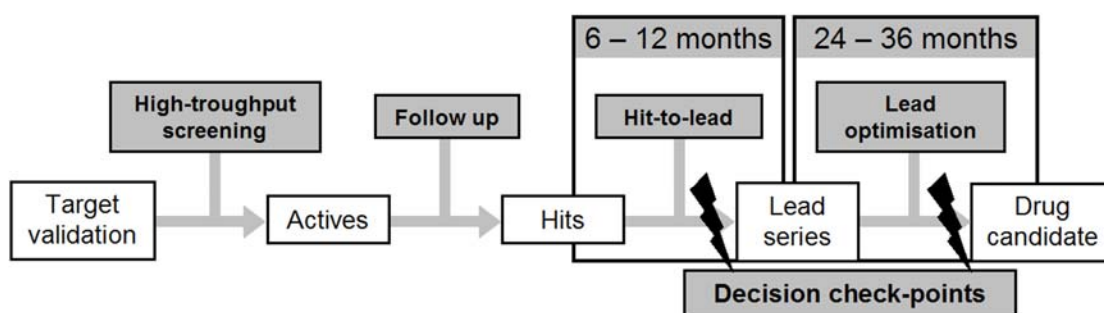 6 – 12 months
24 – 36 months
High-troughput
screening
Follow up
Hit-to-lead
Lead
optimisation
Target
validation
Actives
Hits
Lead
series
Drug
candidate
Decision check-points